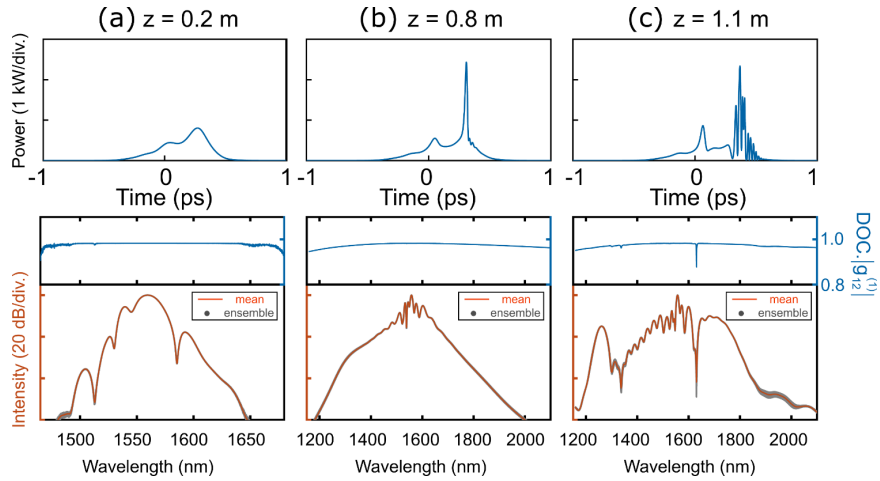 (a) z = 0.2 m
(b) z = 0.8 m
(c) z = 1.1 m
Power (1 kW/div.)
-1 0 1
Time (ps)
-1 0 1
Time (ps)
-1 0 1
Time (ps)
1.0
0.8
DOC.|g₁₂⁽¹⁾|
Intensity (20 dB/div.)
mean
ensemble
mean
ensemble
mean
ensemble
1500 1550 1600 1650
Wavelength (nm)
1200 1400 1600 1800 2000
Wavelength (nm)
1200 1400 1600 1800 2000
Wavelength (nm)